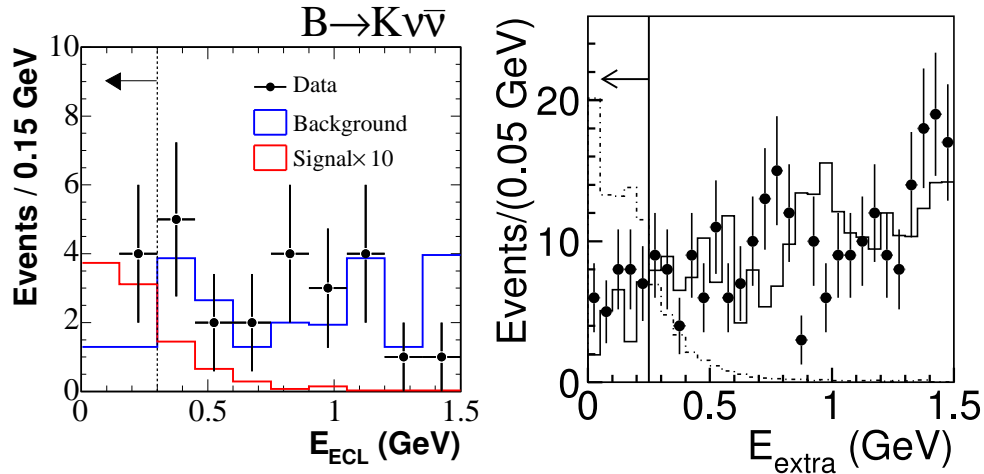 B→Kνν̄
Events / 0.15 GeV
10
8
6
4
2
0
Data
Background
Signal×10
0 0.5 1 1.5
E_ECL (GeV)
Events/(0.05 GeV)
20
10
0
0 0.5 1 1.5
E_extra (GeV)